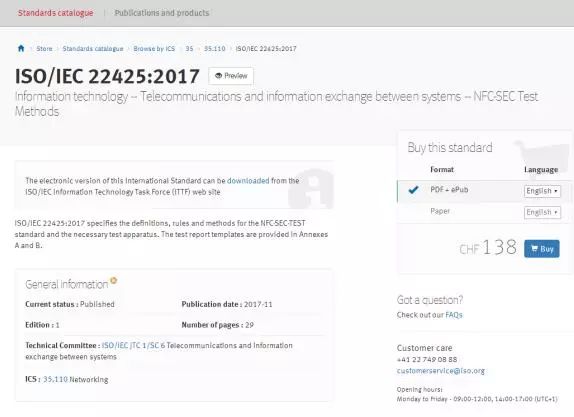 Standards catalogue | Publications and products
Store Standards catalogue Browse by ICS 35 35.110 ISO/IEC 22425:2017
ISO/IEC 22425:2017 Preview
Information technology -- Telecommunications and information exchange between systems -- NFC-SEC Test
Methods
Buy this standard
Format Language
PDF + ePub English
Paper English
CHF 138 Buy
The electronic version of this International Standard can be downloaded from the
ISO/IEC Information Technology Task Force (ITTF) web site
ISO/IEC 22425:2017 specifies the definitions, rules and methods for the NFC-SEC-TEST
standard and the necessary test apparatus. The test report templates are provided in Annexes
A and B.
General information
Current status : Published Publication date : 2017-11
Edition : 1 Number of pages : 29
Technical Committee : ISO/IEC JTC 1/SC 6 Telecommunications and information
exchange between systems
ICS : 35.110 Networking
Got a question?
Check out our FAQs
Customer care
+41 22 749 08 88
customerservice@iso.org
Opening hours:
Monday to Friday - 09:00-12:00, 14:00-17:00 (UTC+1)